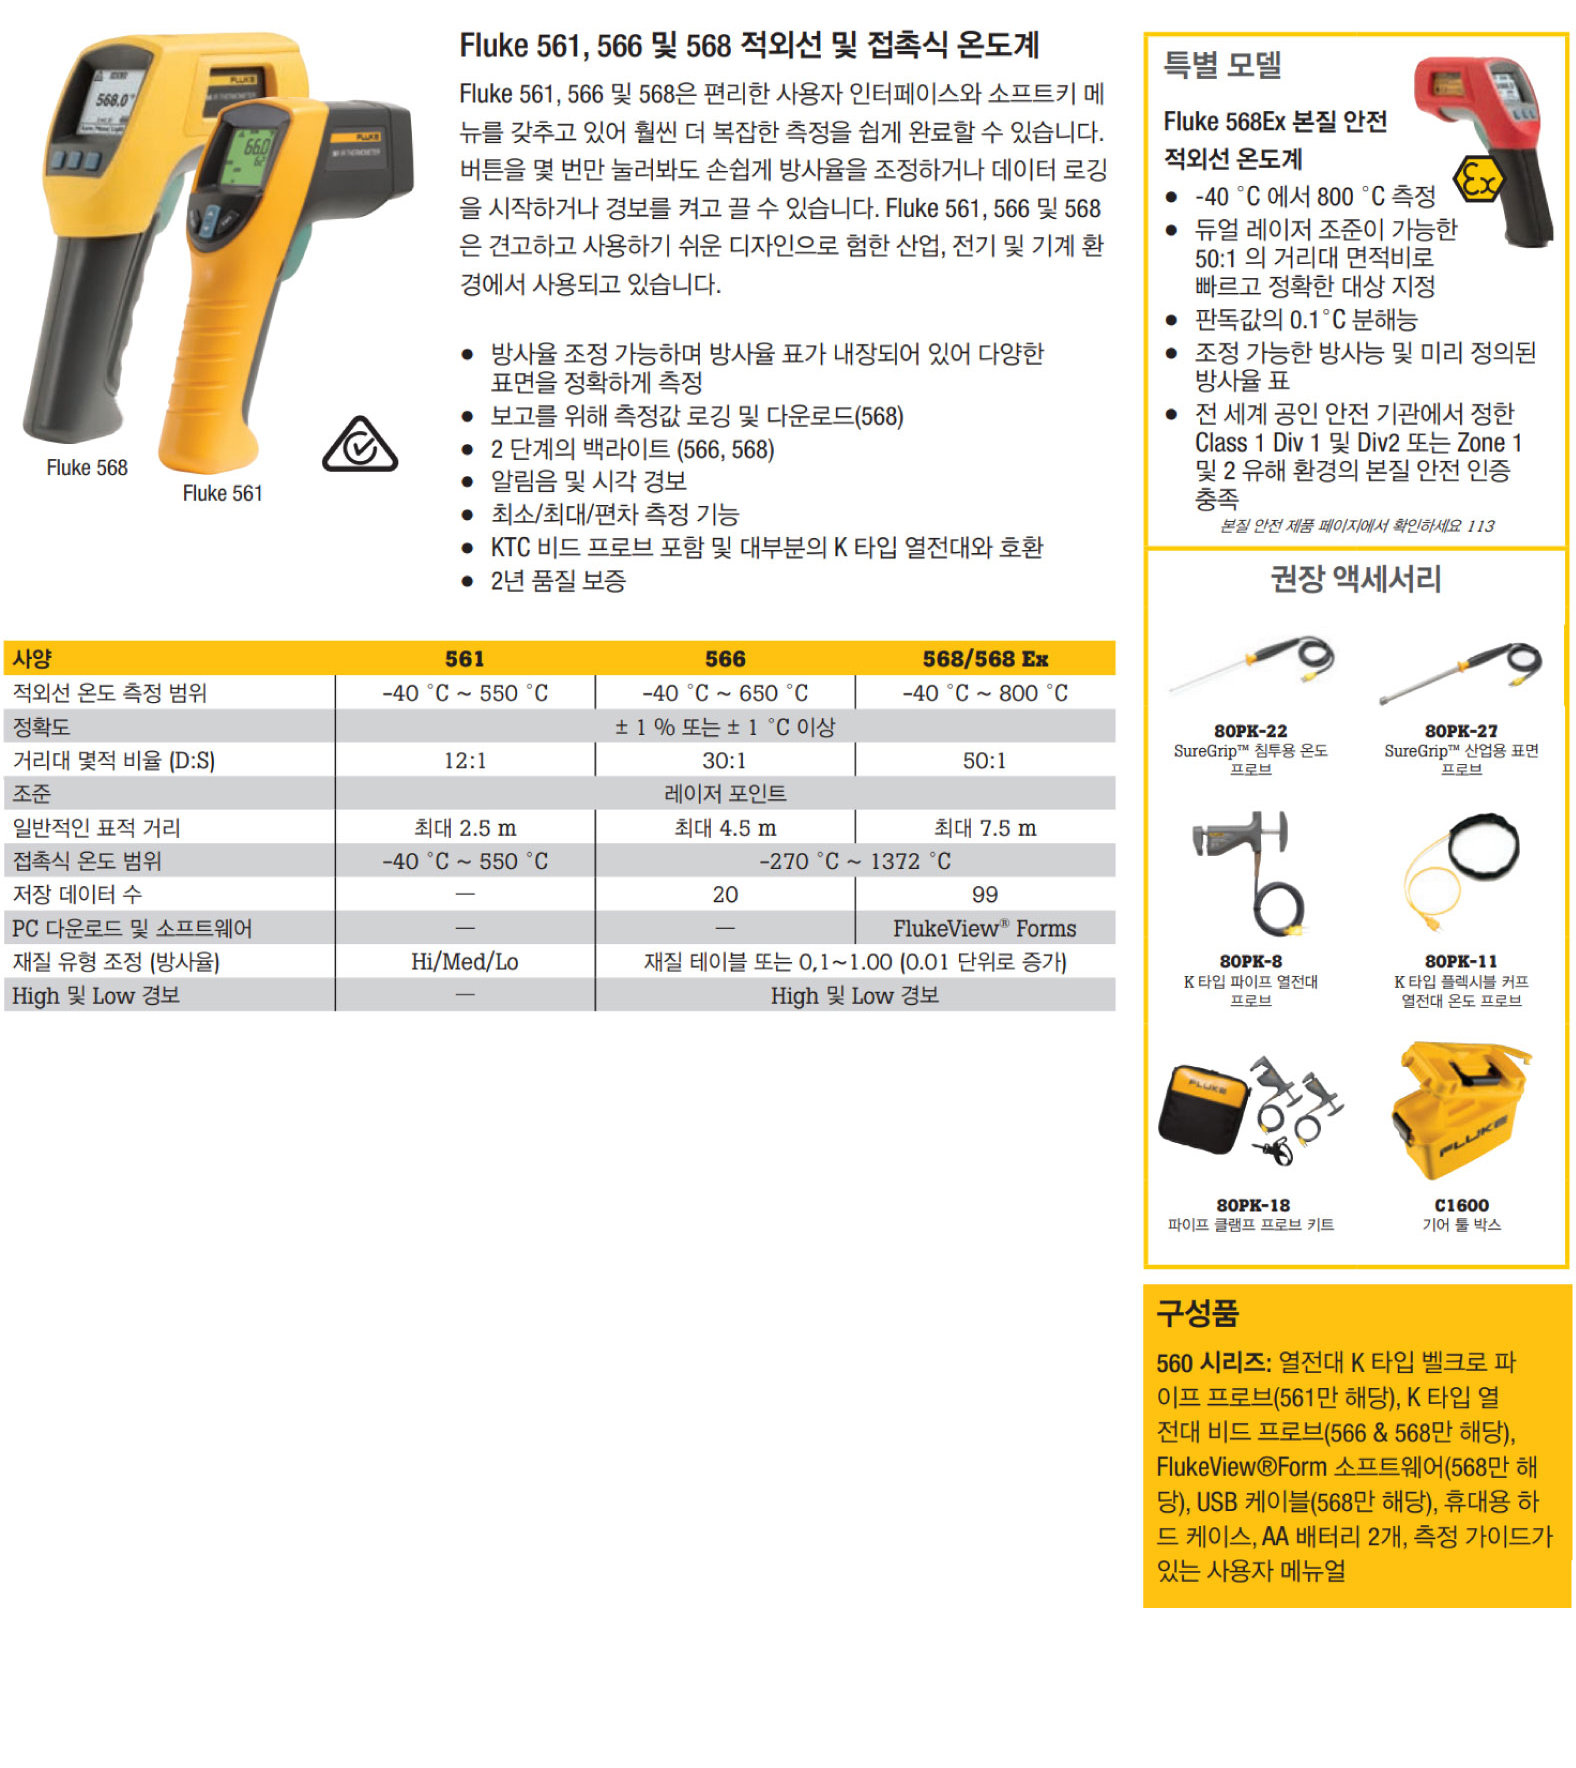 Fluke 568
Fluke 561
Fluke 561, 566 및 568 적외선 및 접촉식 온도계
Fluke 561, 566 및 568은 편리한 사용자 인터페이스와 소프트키 메
뉴를 갖추고 있어 훨씬 더 복잡한 측정을 쉽게 완료할 수 있습니다.
버튼을 몇 번만 눌러봐도 손쉽게 방사율을 조정하거나 데이터 로깅
을 시작하거나 경보를 켜고 끌 수 있습니다. Fluke 561, 566 및 568
은 견고하고 사용하기 쉬운 디자인으로 험한 산업, 전기 및 기계 환
경에서 사용되고 있습니다.
● 방사율 조정 가능하며 방사율 표가 내장되어 있어 다양한
표면을 정확하게 측정
● 보고를 위해 측정값 로깅 및 다운로드(568)
● 2 단계의 백라이트 (566, 568)
● 알림음 및 시각 경보
● 최소/최대/편차 측정 기능
● KTC 비드 프로브 포함 및 대부분의 K 타입 열전대와 호환
● 2년 품질 보증
사양 561 566 568/568 Ex
적외선 온도 측정 범위 -40 °C ~ 550 °C -40 °C ~ 650 °C -40 °C ~ 800 °C
정확도 ± 1 % 또는 ± 1 °C 이상
거리대 몇적 비율 (D:S) 12:1 30:1 50:1
조준 레이저 포인트
일반적인 표적 거리 최대 2.5 m 최대 4.5 m 최대 7.5 m
접촉식 온도 범위 -40 °C ~ 550 °C -270 °C ~ 1372 °C
저장 데이터 수 — 20 99
PC 다운로드 및 소프트웨어 — — FlukeView® Forms
재질 유형 조정 (방사율) Hi/Med/Lo 재질 테이블 또는 0,1~1.00 (0.01 단위로 증가)
High 및 Low 경보 — High 및 Low 경보
특별 모델
Fluke 568Ex 본질 안전
적외선 온도계
Ex
● -40 °C 에서 800 °C 측정
● 듀얼 레이저 조준이 가능한
50:1 의 거리대 면적비로
빠르고 정확한 대상 지정
● 판독값의 0.1°C 분해능
● 조정 가능한 방사능 및 미리 정의된
방사율 표
● 전 세계 공인 안전 기관에서 정한
Class 1 Div 1 및 Div2 또는 Zone 1
및 2 유해 환경의 본질 안전 인증
충족
본질 안전 제품 페이지에서 확인하세요 113
권장 액세서리
80PK-22
SureGrip™ 침투용 온도
프로브
80PK-27
SureGrip™ 산업용 표면
프로브
80PK-8
K 타입 파이프 열전대
프로브
80PK-11
K 타입 플렉시블 커프
열전대 온도 프로브
FLUKE
80PK-18
파이프 클램프 프로브 키트
FLUKE
C1600
기어 툴 박스
구성품
560 시리즈: 열전대 K 타입 벨크로 파
이프 프로브(561만 해당), K 타입 열
전대 비드 프로브(566 & 568만 해당),
FlukeView®Form 소프트웨어(568만 해
당), USB 케이블(568만 해당), 휴대용 하
드 케이스, AA 배터리 2개, 측정 가이드가
있는 사용자 메뉴얼